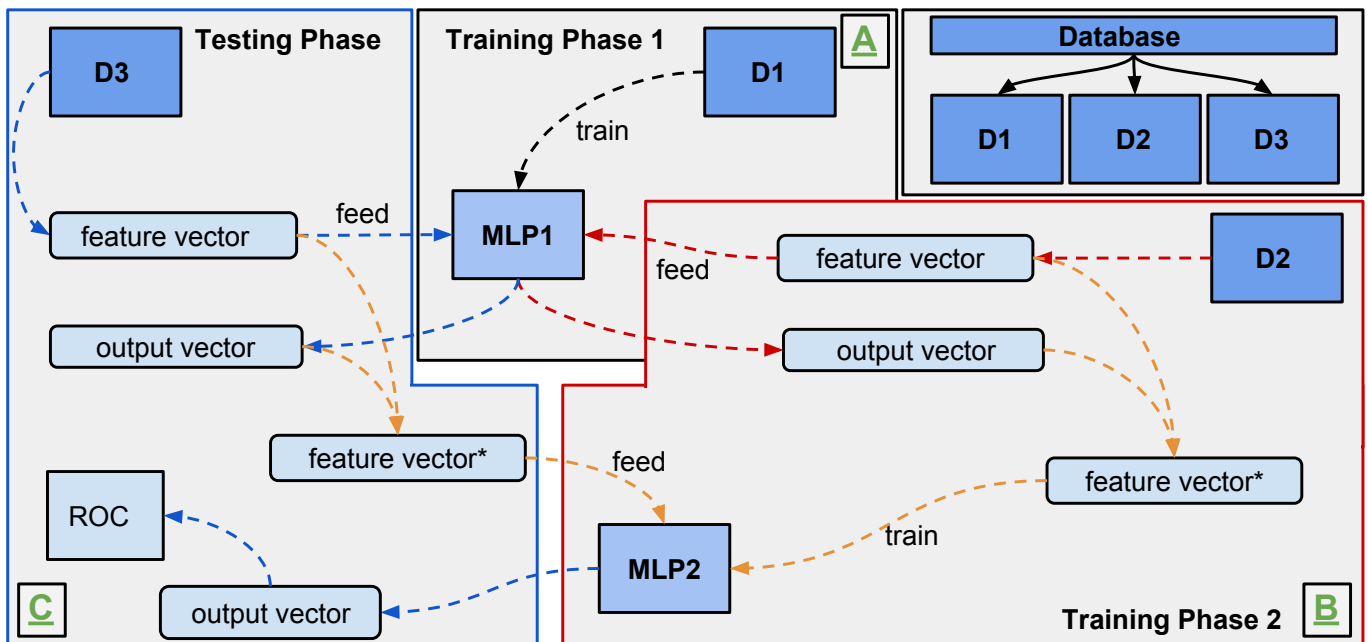 Testing Phase
D3
feature vector
feed
output vector
feature vector*
feed
ROC
output vector
C
Training Phase 1
A
D1
train
MLP1
Database
D1
D2
D3
D2
feature vector
feed
output vector
feature vector*
train
MLP2
Training Phase 2
B